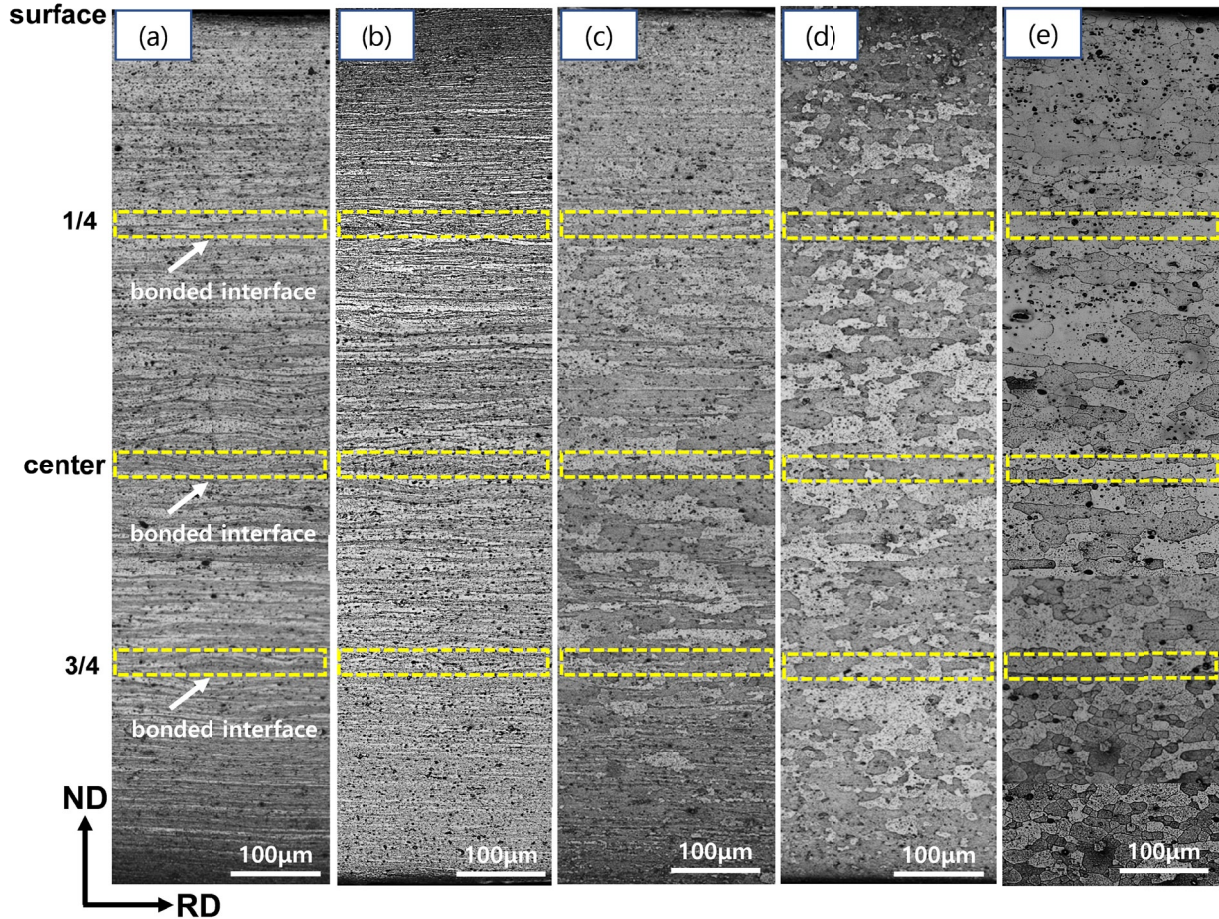 surface
(a)
(b)
(c)
(d)
(e)
1/4
bonded interface
center
bonded interface
3/4
bonded interface
ND
RD
100μm
100μm
100μm
100μm
100μm